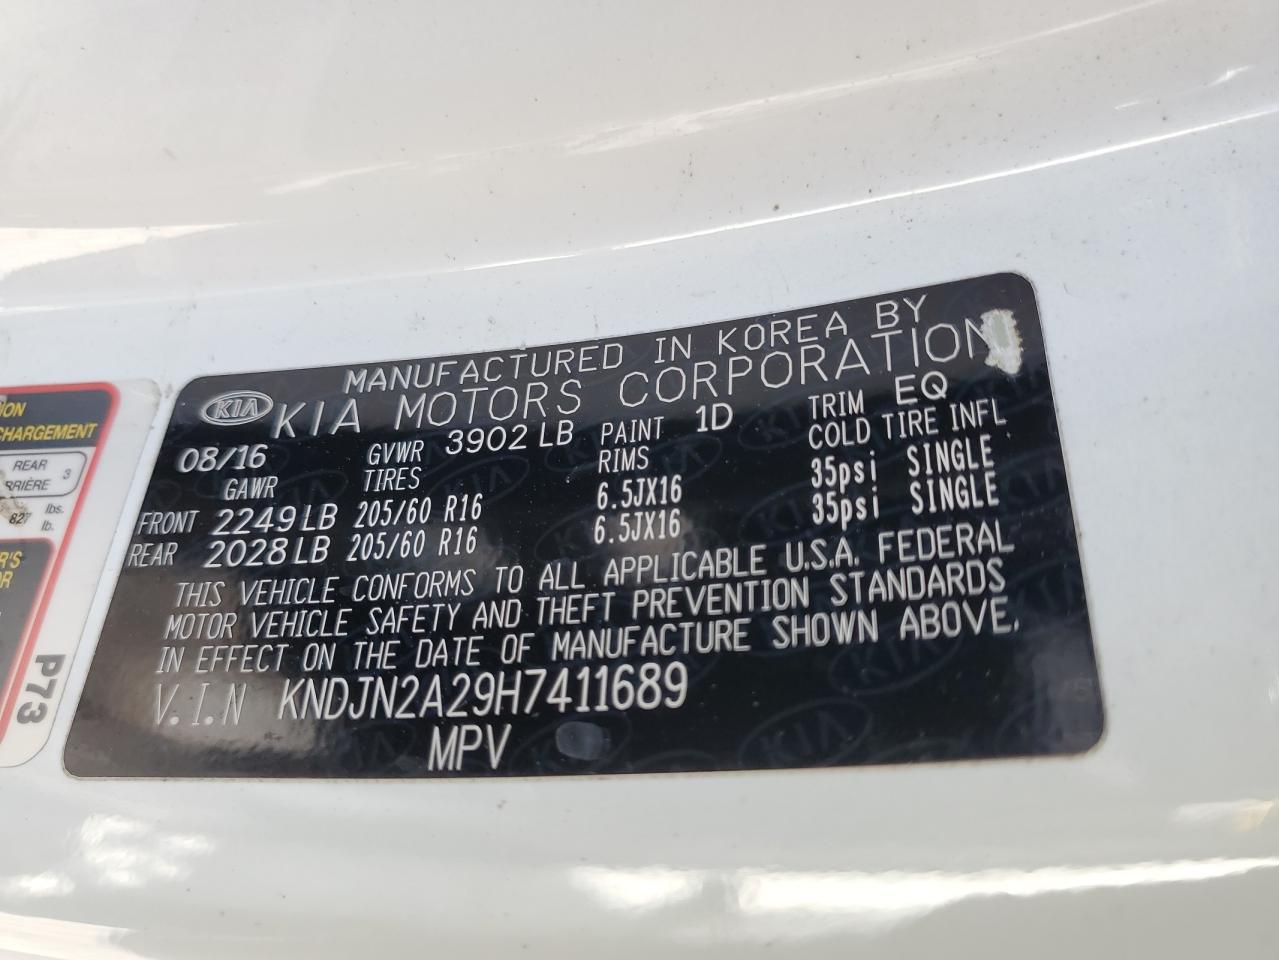 MANUFACTURED IN KOREA BY
KIA KIA MOTORS CORPORATION
08/16 GVWR 3902 LB PAINT 1D TRIM EQ
GAWR TIRES RIMS COLD TIRE INFL
FRONT 2249 LB 205/60 R16 6.5JX16 35psi SINGLE
REAR 2028 LB 205/60 R16 6.5JX16 35psi SINGLE
THIS VEHICLE CONFORMS TO ALL APPLICABLE U.S.A. FEDERAL
MOTOR VEHICLE SAFETY AND THEFT PREVENTION STANDARDS
IN EFFECT ON THE DATE OF MANUFACTURE SHOWN ABOVE.
V.I.N KNDJN2A29H7411689
MPV
CHARGEMENT
REAR 3
827 lbs.
lb.
P73